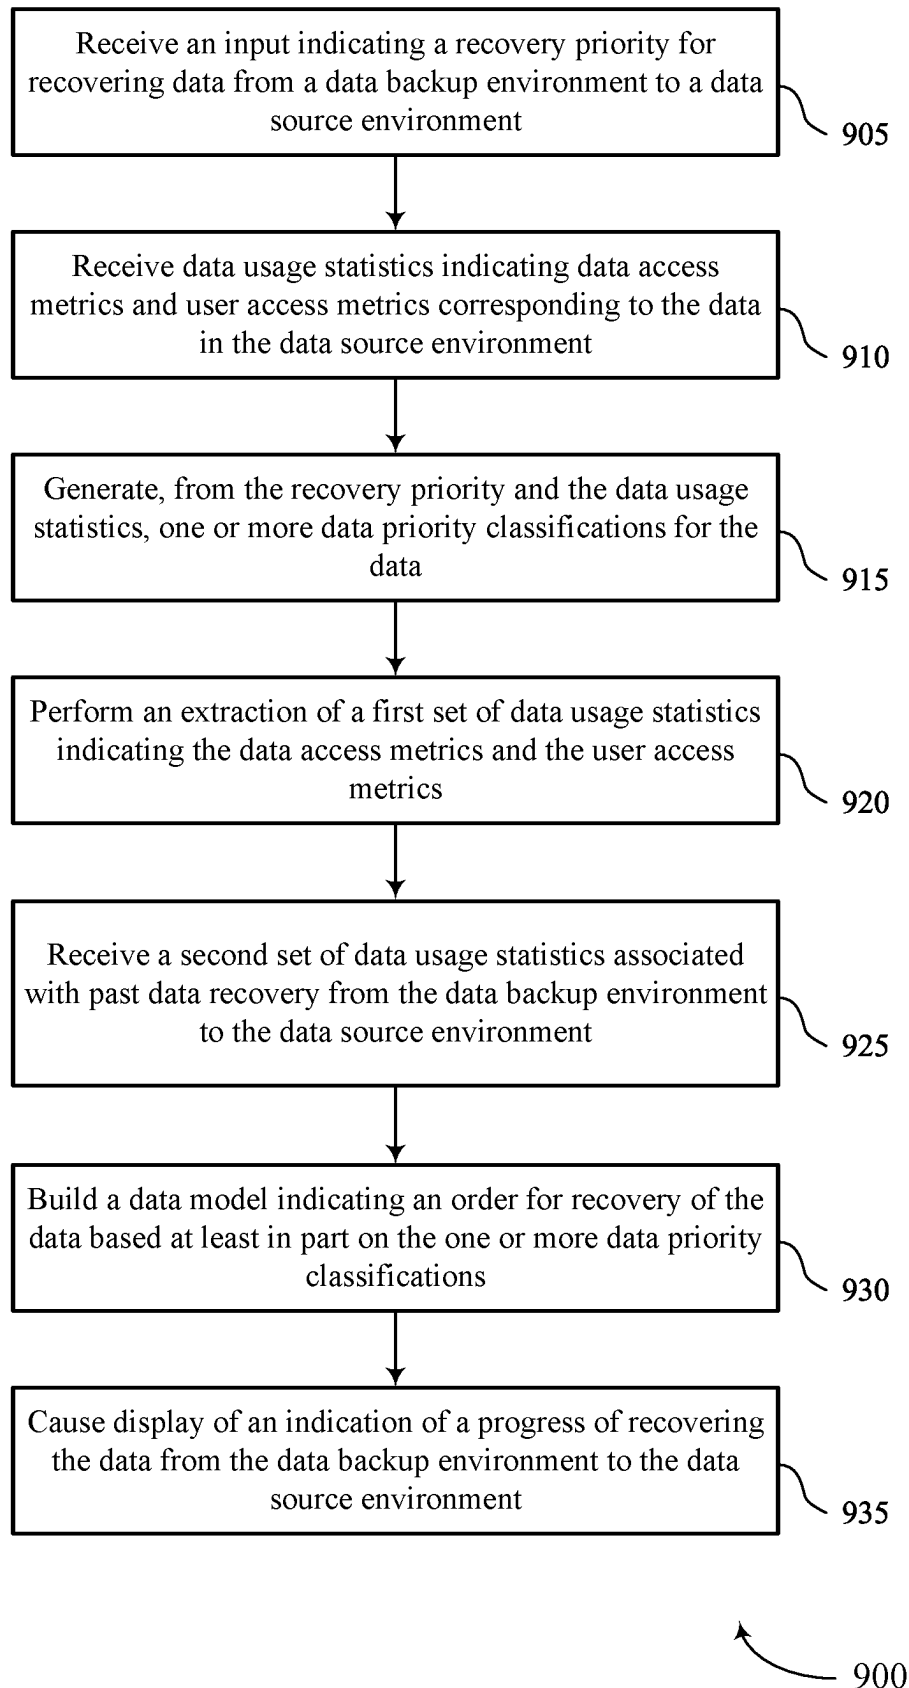 Receive an input indicating a recovery priority for
recovering data from a data backup environment to a data
source environment
905
Receive data usage statistics indicating data access
metrics and user access metrics corresponding to the data
in the data source environment
910
Generate, from the recovery priority and the data usage
statistics, one or more data priority classifications for the
data
915
Perform an extraction of a first set of data usage statistics
indicating the data access metrics and the user access
metrics
920
Receive a second set of data usage statistics associated
with past data recovery from the data backup environment
to the data source environment
925
Build a data model indicating an order for recovery of the
data based at least in part on the one or more data priority
classifications
930
Cause display of an indication of a progress of recovering
the data from the data backup environment to the data
source environment
935
900